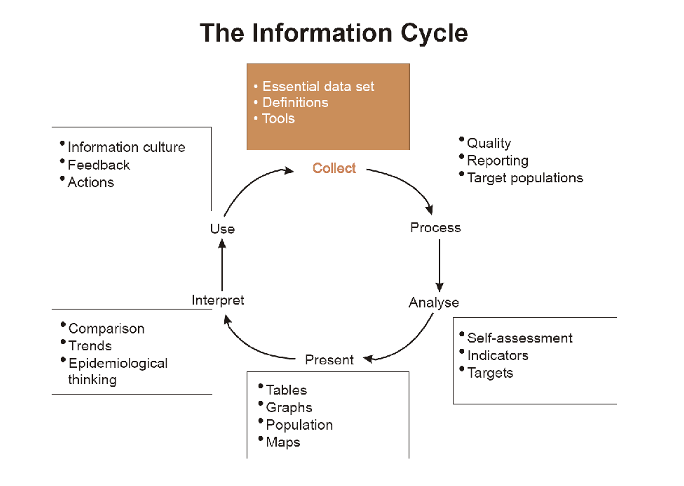 The Information Cycle
• Essential data set
• Definitions
• Tools
Collect
• Information culture
• Feedback
• Actions
• Quality
• Reporting
• Target populations
Use
Process
Interpret
Analyse
• Comparison
• Trends
• Epidemiological
thinking
Present
• Self-assessment
• Indicators
• Targets
• Tables
• Graphs
• Population
• Maps